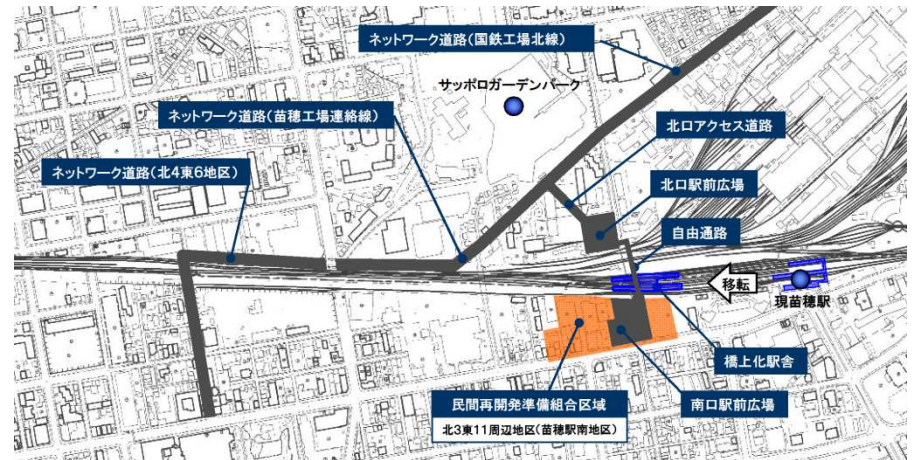 ネットワーク道路(国鉄工場北線)
サッポロガーデンパーク
ネットワーク道路(苗穂工場連絡線)
北口アクセス道路
ネットワーク道路(北4東6地区)
北口駅前広場
自由通路
移転
現苗穂駅
橋上化駅舎
民間再開発準備組合区域
南口駅前広場
北3東11周辺地区(苗穂駅南地区)